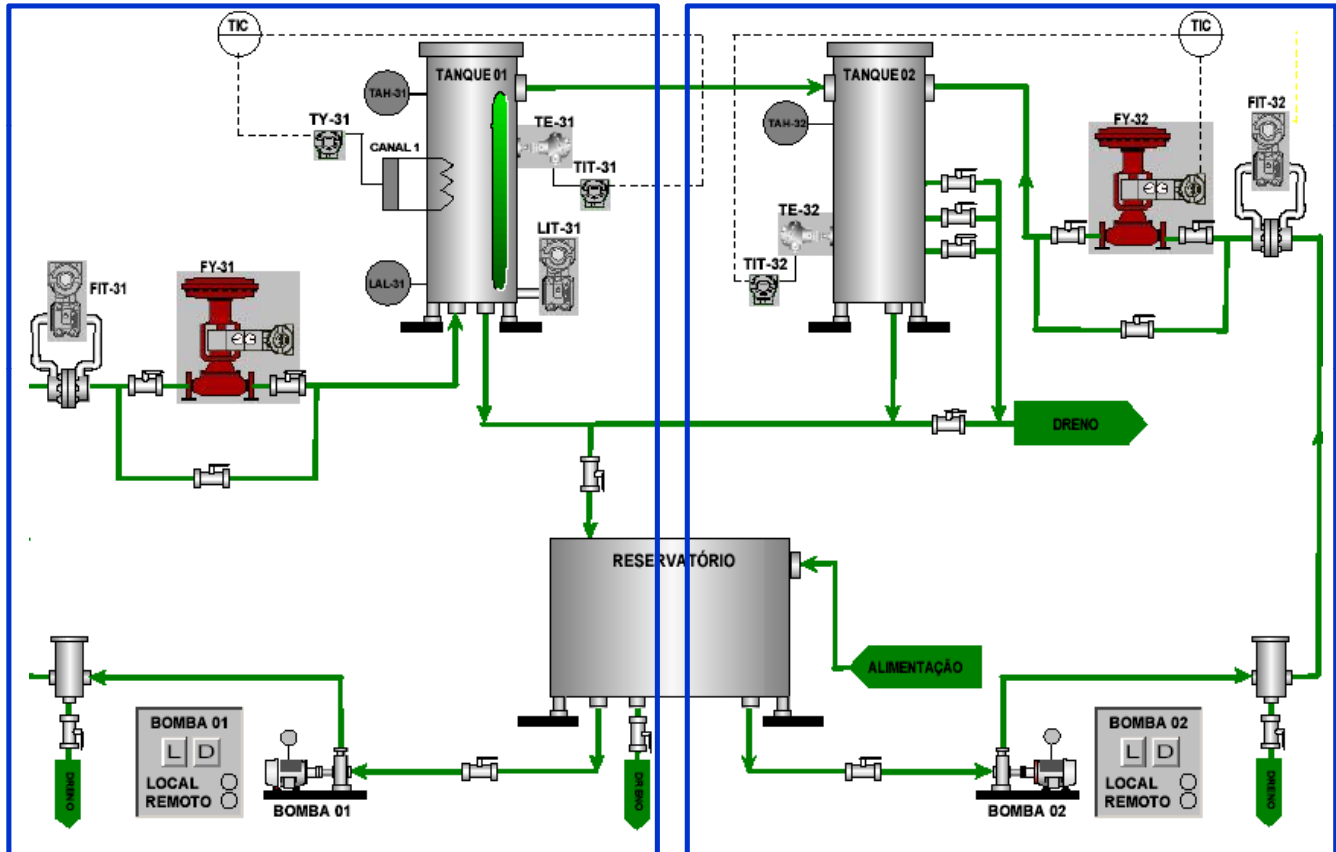 TIC
TIC
TANQUE 01
TANQUE 02
TAH-31
FIT-32
TY-31
TE-31
TAH-32
FY-32
CANAL 1
TIT-31
TE-32
LIT-31
TIT-32
FY-31
LAL-31
FIT-31
DRENO
RESERVATÓRIO
ALIMENTAÇÃO
BOMBA 01
L D
LOCAL
REMOTO
BOMBA 01
BOMBA 02
L D
LOCAL
REMOTO
BOMBA 02
DRENO
DRENO
DRENO